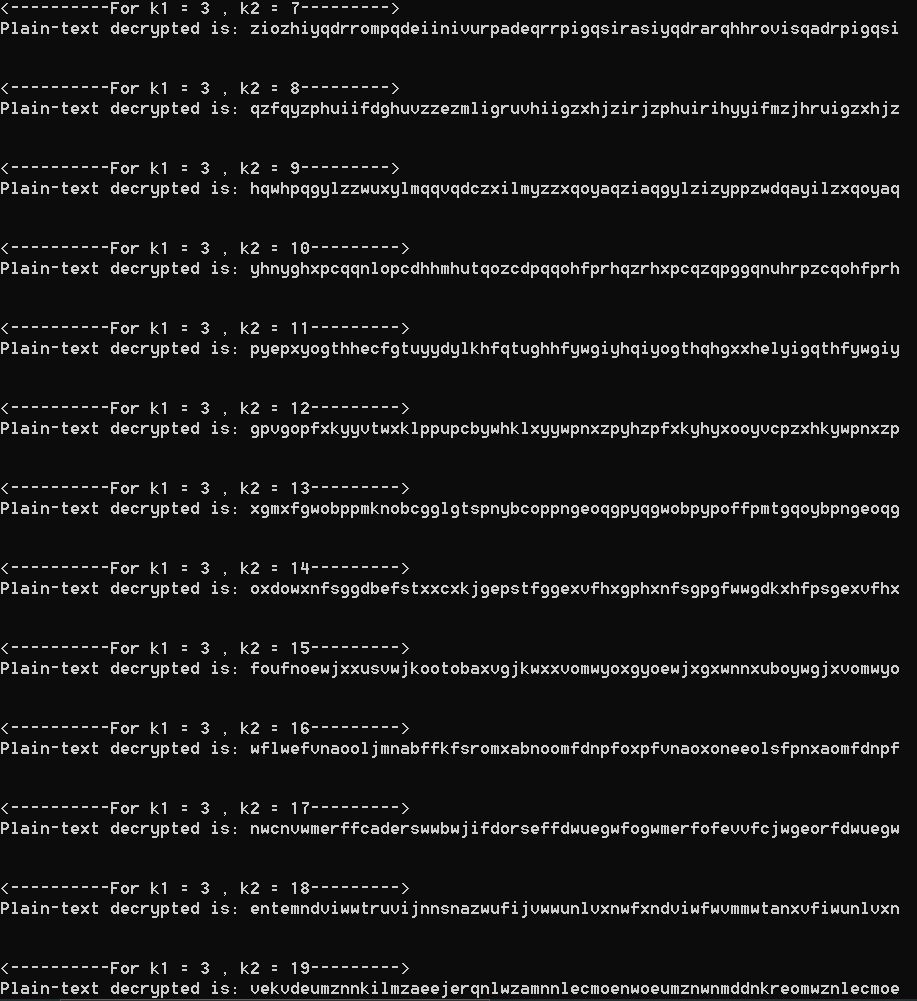 <----------For k1 = 3 , k2 = 7--------->
Plain-text decrypted is: ziozhiyqdrrompqdeiinivurpadeqrrpigqsirasiyqdrarqhhrovisqadrpigqsi
<----------For k1 = 3 , k2 = 8--------->
Plain-text decrypted is: qzfqyzphuiifdghuvzzezmligruvhiigzxhjzirjzphuirihyyifmzjhruigzxhjz
<----------For k1 = 3 , k2 = 9--------->
Plain-text decrypted is: hqwhpqgylzzwuxylmqqvqdczxilmyzzxqoyaqziaqgylzizyppzwdqayilzxqoyaq
<----------For k1 = 3 , k2 = 10--------->
Plain-text decrypted is: yhnyghxpcqqnlopcdhhmhutqozcdpqqohfprhqzrhxpcqzqpggqnuhrpzcqohfprh
<----------For k1 = 3 , k2 = 11--------->
Plain-text decrypted is: pyepxyogthhecfgtuyydylkhfqtughhfywgiyhqiyogthqhgxxhelyigqthfywgiy
<----------For k1 = 3 , k2 = 12--------->
Plain-text decrypted is: gpvgopfxkyyvtwxklppupcbywhklxyywpnxzpyhzpfxkyhyxooyvcpzxhkywpnxzp
<----------For k1 = 3 , k2 = 13--------->
Plain-text decrypted is: xgmxfgwobppmknobcgglgtspnybcoppngeoqgpyqgwobpypoffpmtgqoybpngeoqg
<----------For k1 = 3 , k2 = 14--------->
Plain-text decrypted is: oxdowxnfsggdbefstxxcxkjgepstfggexvfhxgphxnfsgpgfwwgdkxhfpsgexvfhx
<----------For k1 = 3 , k2 = 15--------->
Plain-text decrypted is: foufnoewjxxusvwjkootobaxvgjkwxxvomwyoxgyoewjxgxwnnxuboywgjxvomwyo
<----------For k1 = 3 , k2 = 16--------->
Plain-text decrypted is: wflwefvnaooljmnabffkfsromxabnoomfdnpfoxpfvnaoxoneeolsfpnxaomfdnpf
<----------For k1 = 3 , k2 = 17--------->
Plain-text decrypted is: nwcnvwmerffcaderswwbwjifdorseffdwuegwfogwmerfofevvfcjwgeorfdwuegw
<----------For k1 = 3 , k2 = 18--------->
Plain-text decrypted is: entemndviwwtruvijnnsnazwufijvwwunlvxnwfxndviwfwvmmwtanxvfiwunlvxn
<----------For k1 = 3 , k2 = 19--------->
Plain-text decrypted is: vekvdeumznnkilmzaeejerqnlwzamnnlecmoenwoeumznwnmddnkreomwznlecmoe